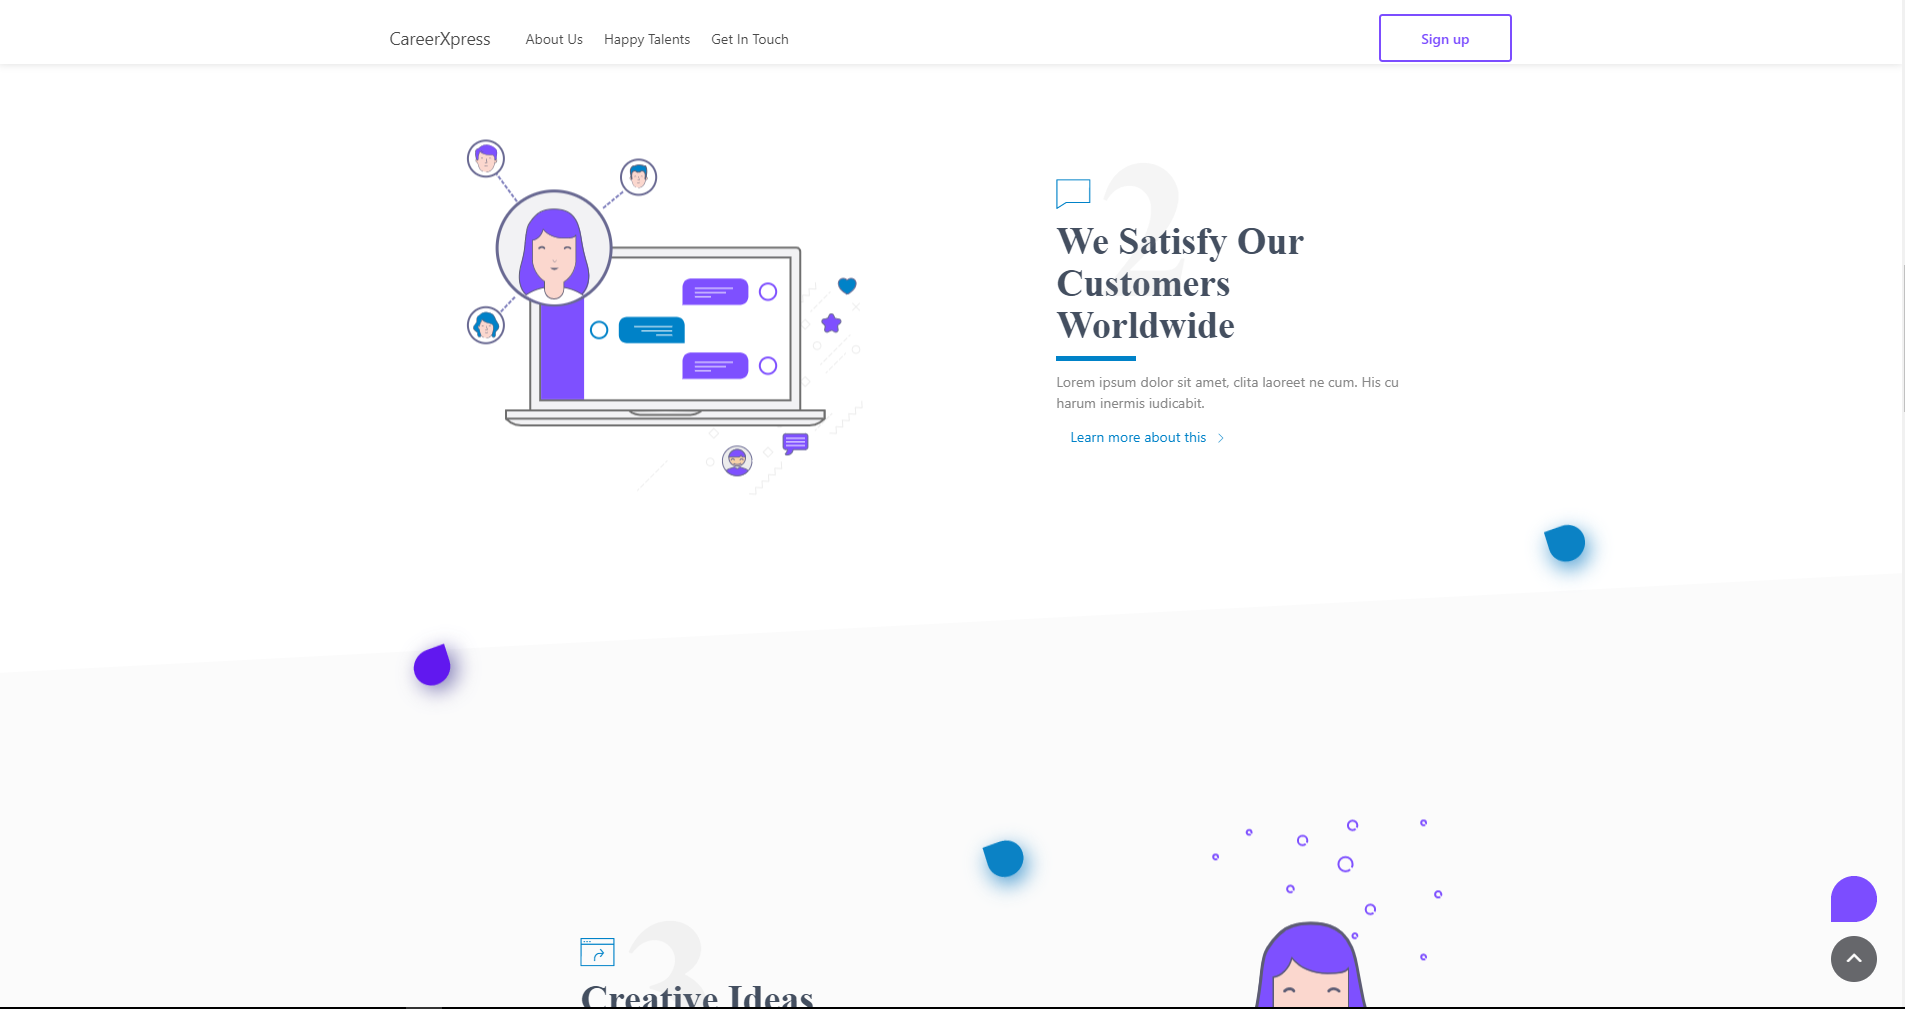 CareerXpress About Us Happy Talents Get In Touch Sign up
2
We Satisfy Our
Customers
Worldwide
Lorem ipsum dolor sit amet, clita laoreet ne cum. His cu
harum inermis iudicabit.
Learn more about this
3
Creative Ideas